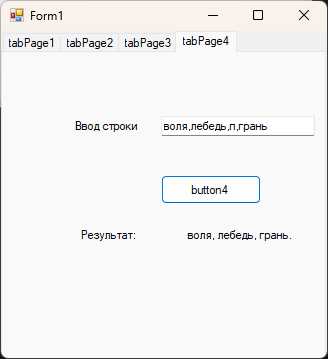 Form1
tabPage1 tabPage2 tabPage3 tabPage4
Ввод строки воля,лебедь,п,грань
button4
Результат: воля, лебедь, грань.